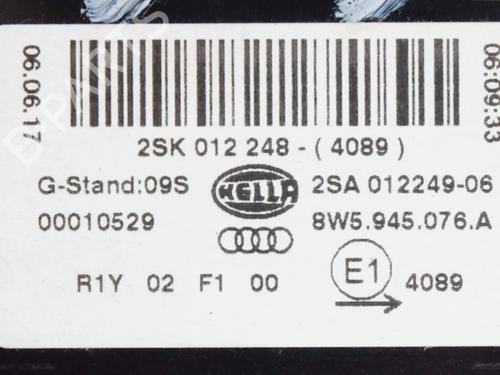 06.06.17
06:09:33
2SK 012 248 - ( 4089 )
G-Stand:09S
HELLA
2SA 012249-06
00010529
8W5.945.076.A
R1Y 02 F1 00
E1
4089